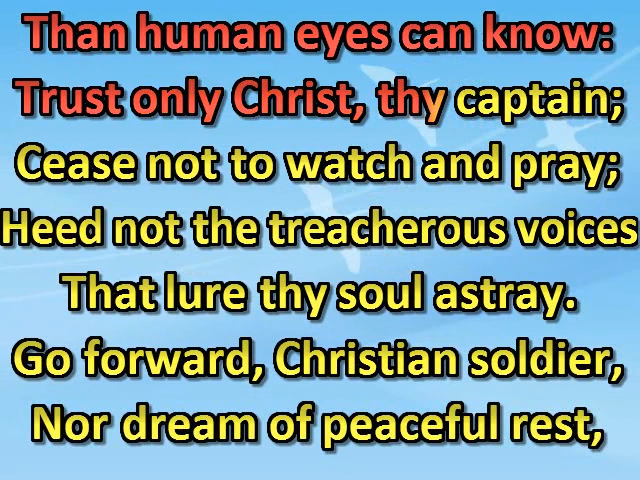 Than human eyes can know:
Trust only Christ, thy captain;
Cease not to watch and pray;
Heed not the treacherous voices
That lure thy soul astray.
Go forward, Christian soldier,
Nor dream of peaceful rest,